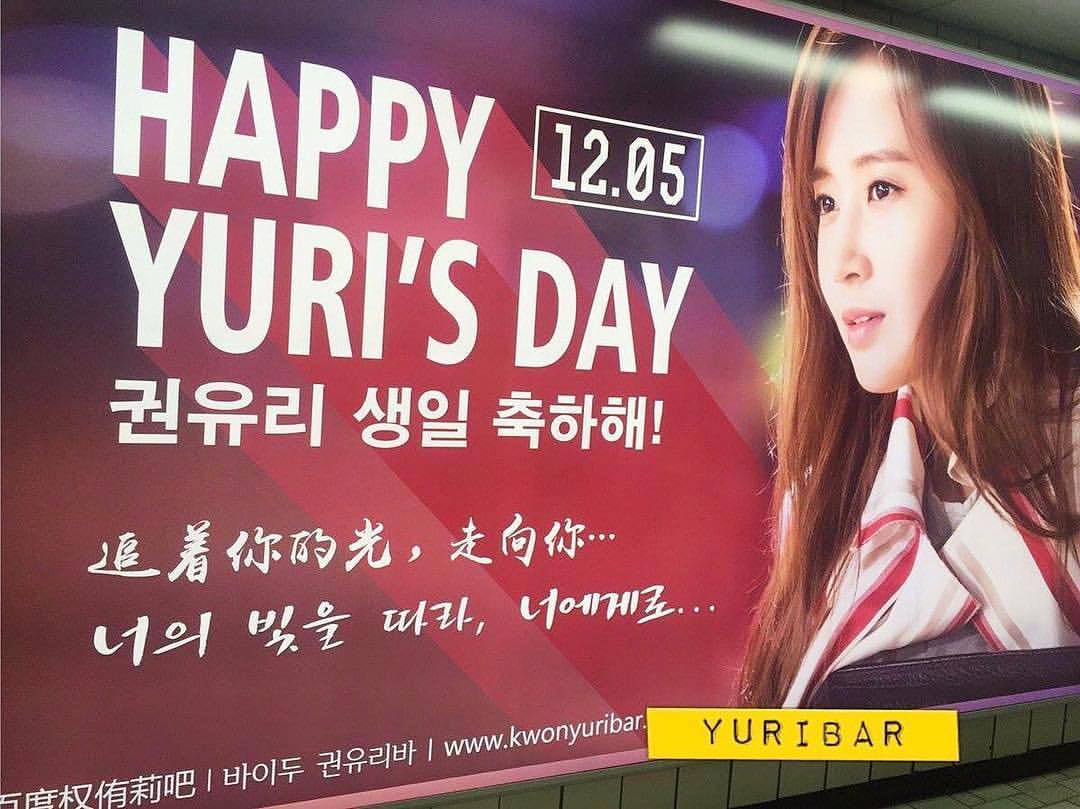 HAPPY
12.05
YURI'S DAY
권유리 생일 축하해!
追着你的光，走向你…
너의 빛을 따라, 너에게로...
百度权侑莉吧 | 바이두 권유리바 | www.kwonyuribar.
YURIBAR